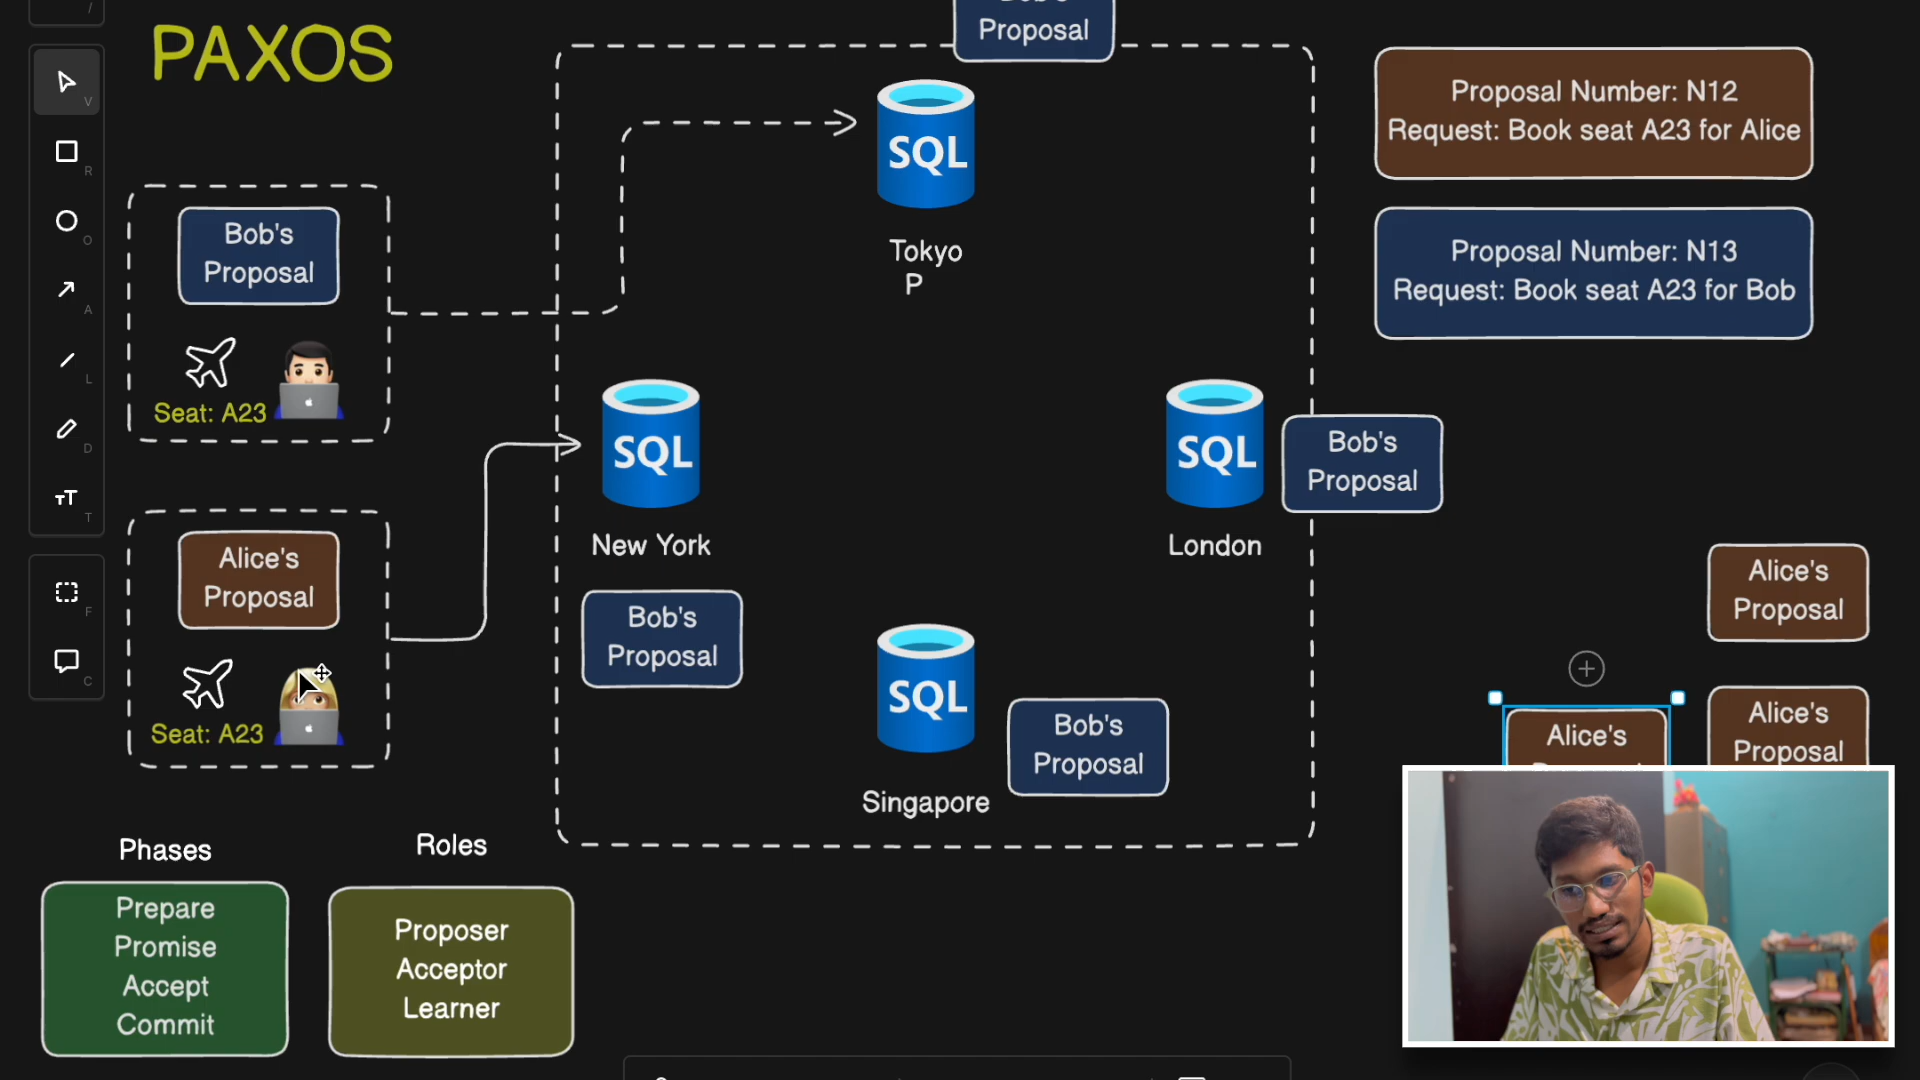 /
PAXOS
V
R
O
A
L
D
T
F
C
Proposal
Bob's
Proposal
Seat: A23
Alice's
Proposal
Seat: A23
SQL
Tokyo
P
SQL
New York
Bob's
Proposal
SQL
London
Bob's
Proposal
SQL
Singapore
Bob's
Proposal
Proposal Number: N12
Request: Book seat A23 for Alice
Proposal Number: N13
Request: Book seat A23 for Bob
Alice's
Proposal
Alice's
Proposal
Alice's
Phases
Prepare
Promise
Accept
Commit
Roles
Proposer
Acceptor
Learner